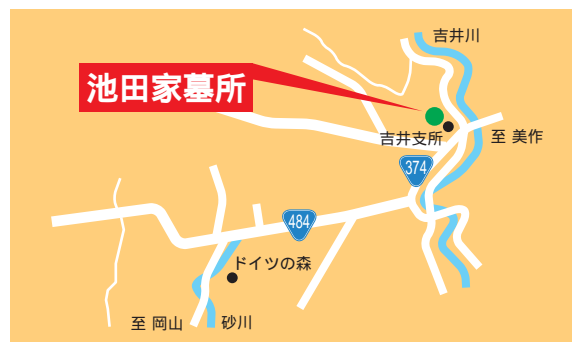 吉井川
池田家墓所
吉井支所
至 美作
374
484
ドイツの森
至 岡山
砂川